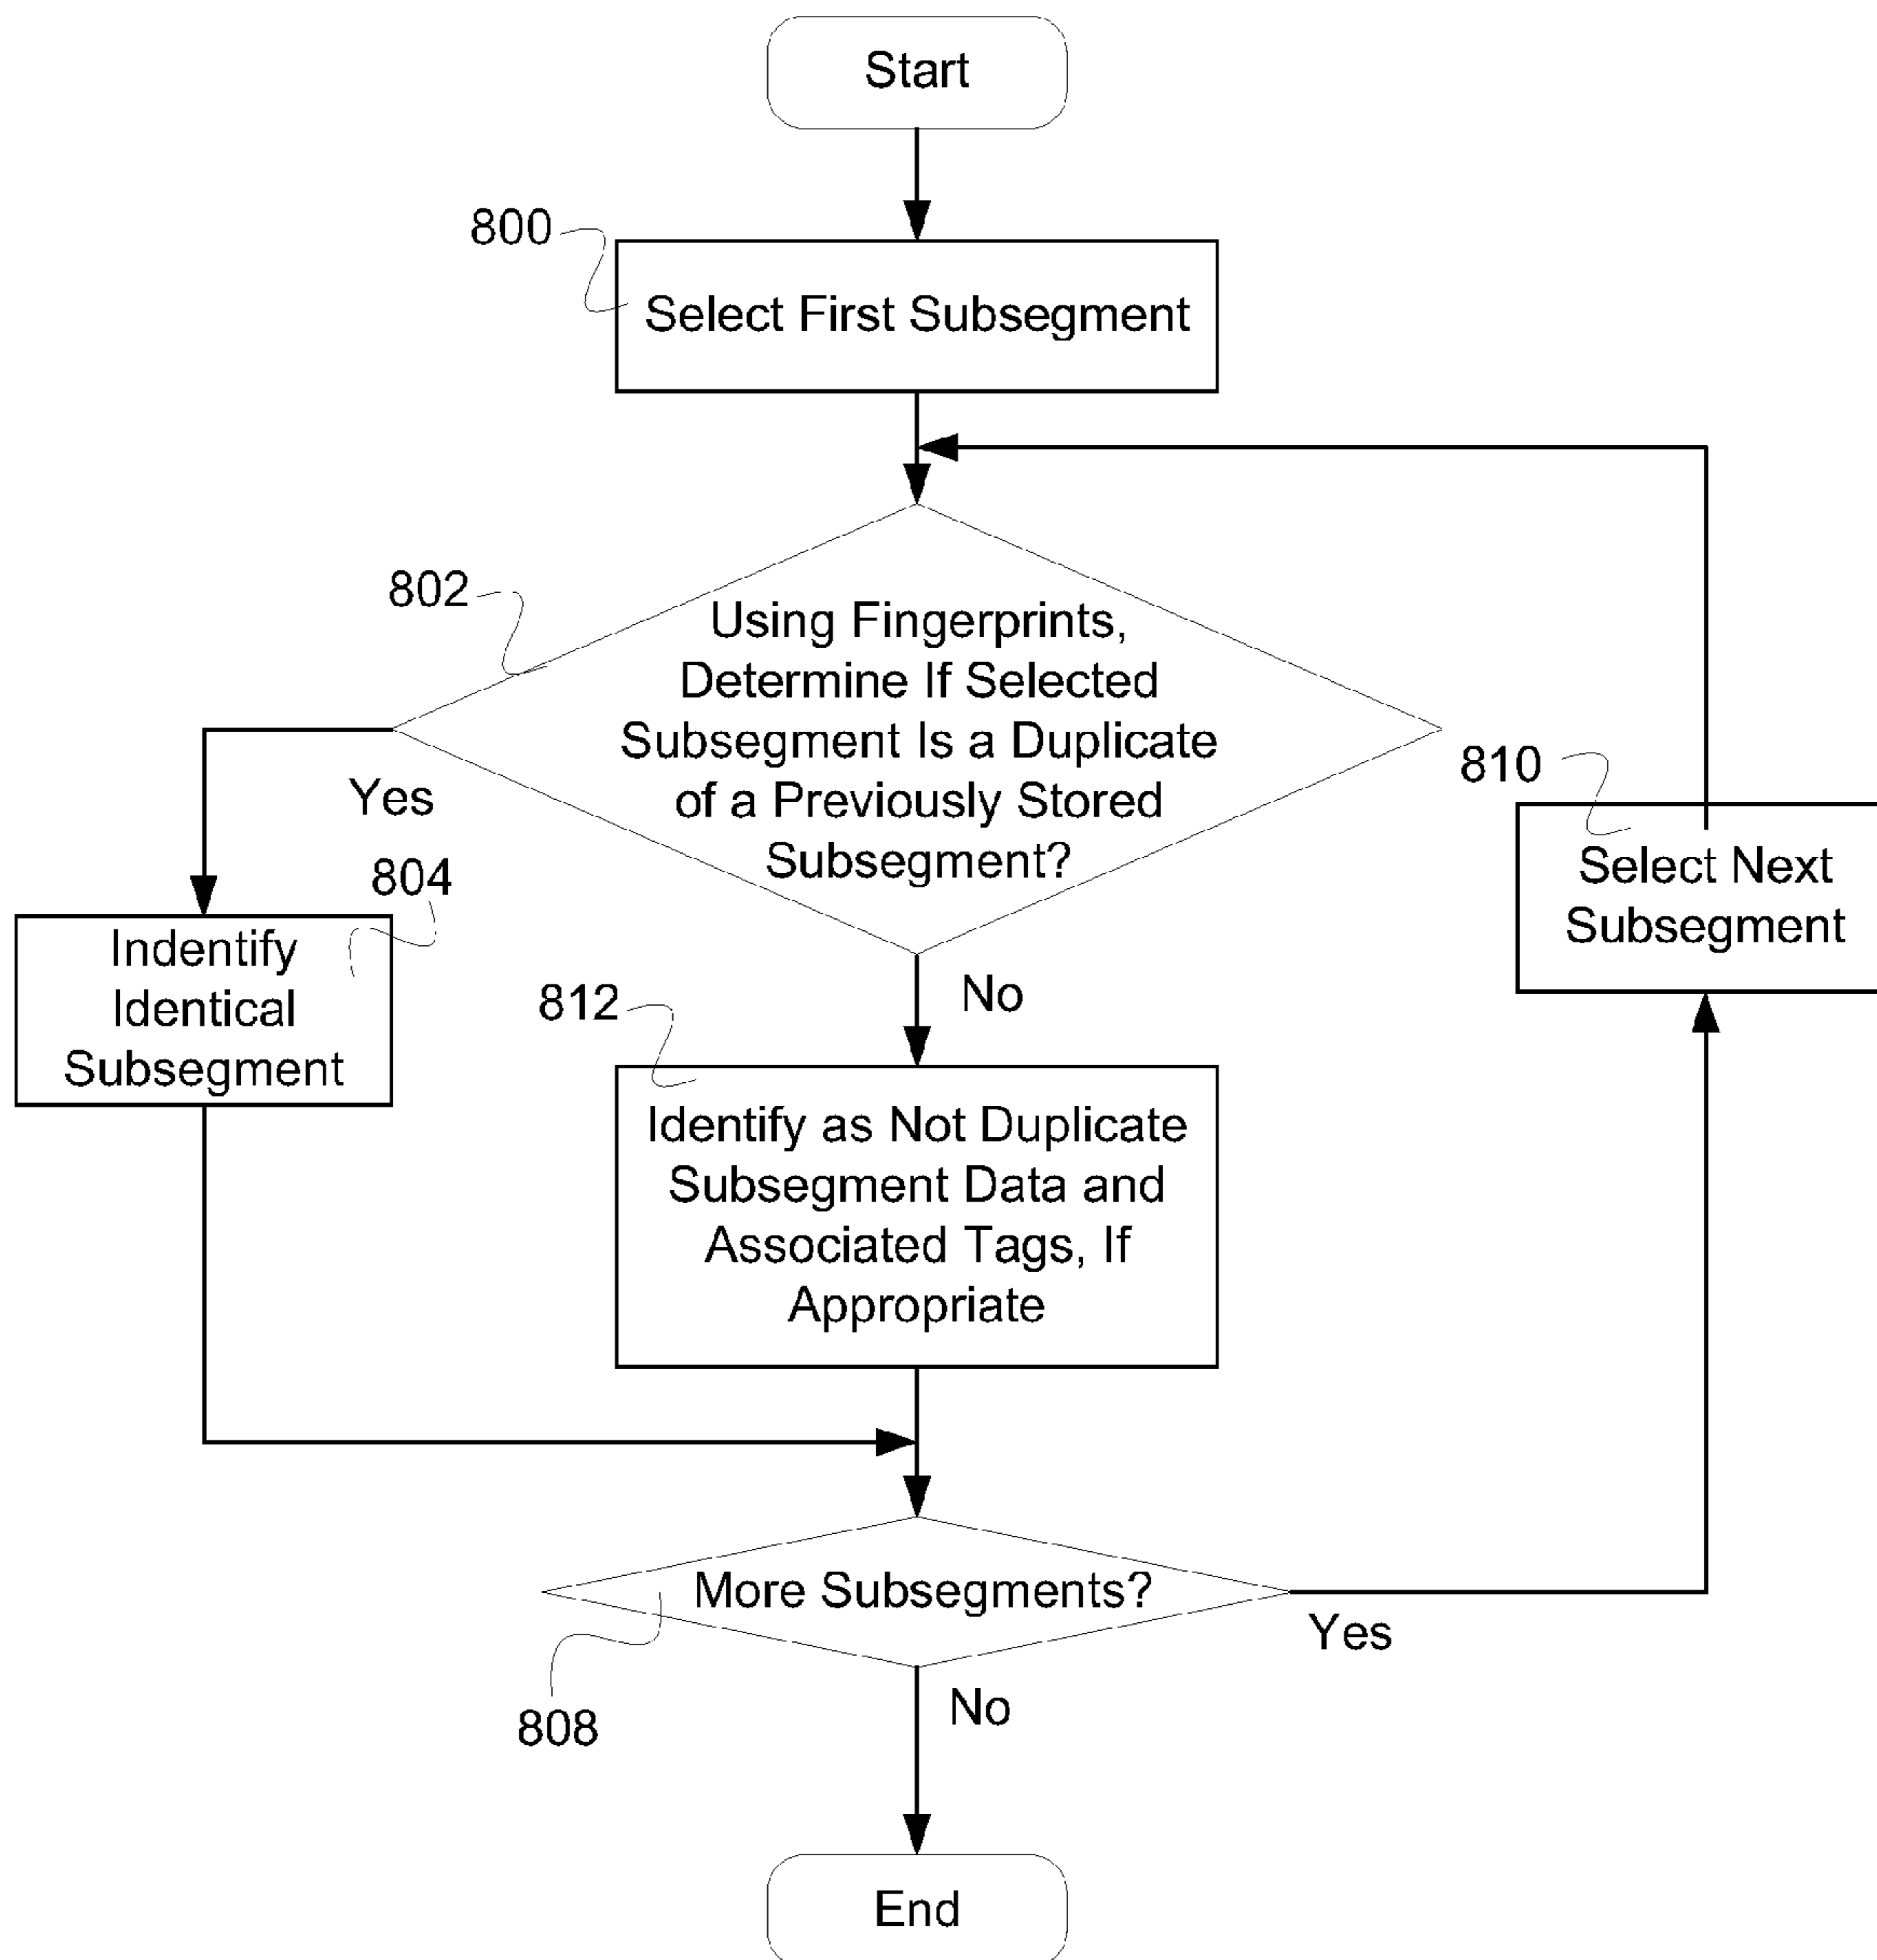 Start
800
Select First Subsegment
802
Using Fingerprints,
Determine If Selected
Subsegment Is a Duplicate
of a Previously Stored
Subsegment?
Yes
804
Indentify
Identical
Subsegment
810
Select Next
Subsegment
No
812
Identify as Not Duplicate
Subsegment Data and
Associated Tags, If
Appropriate
More Subsegments?
Yes
808
No
End